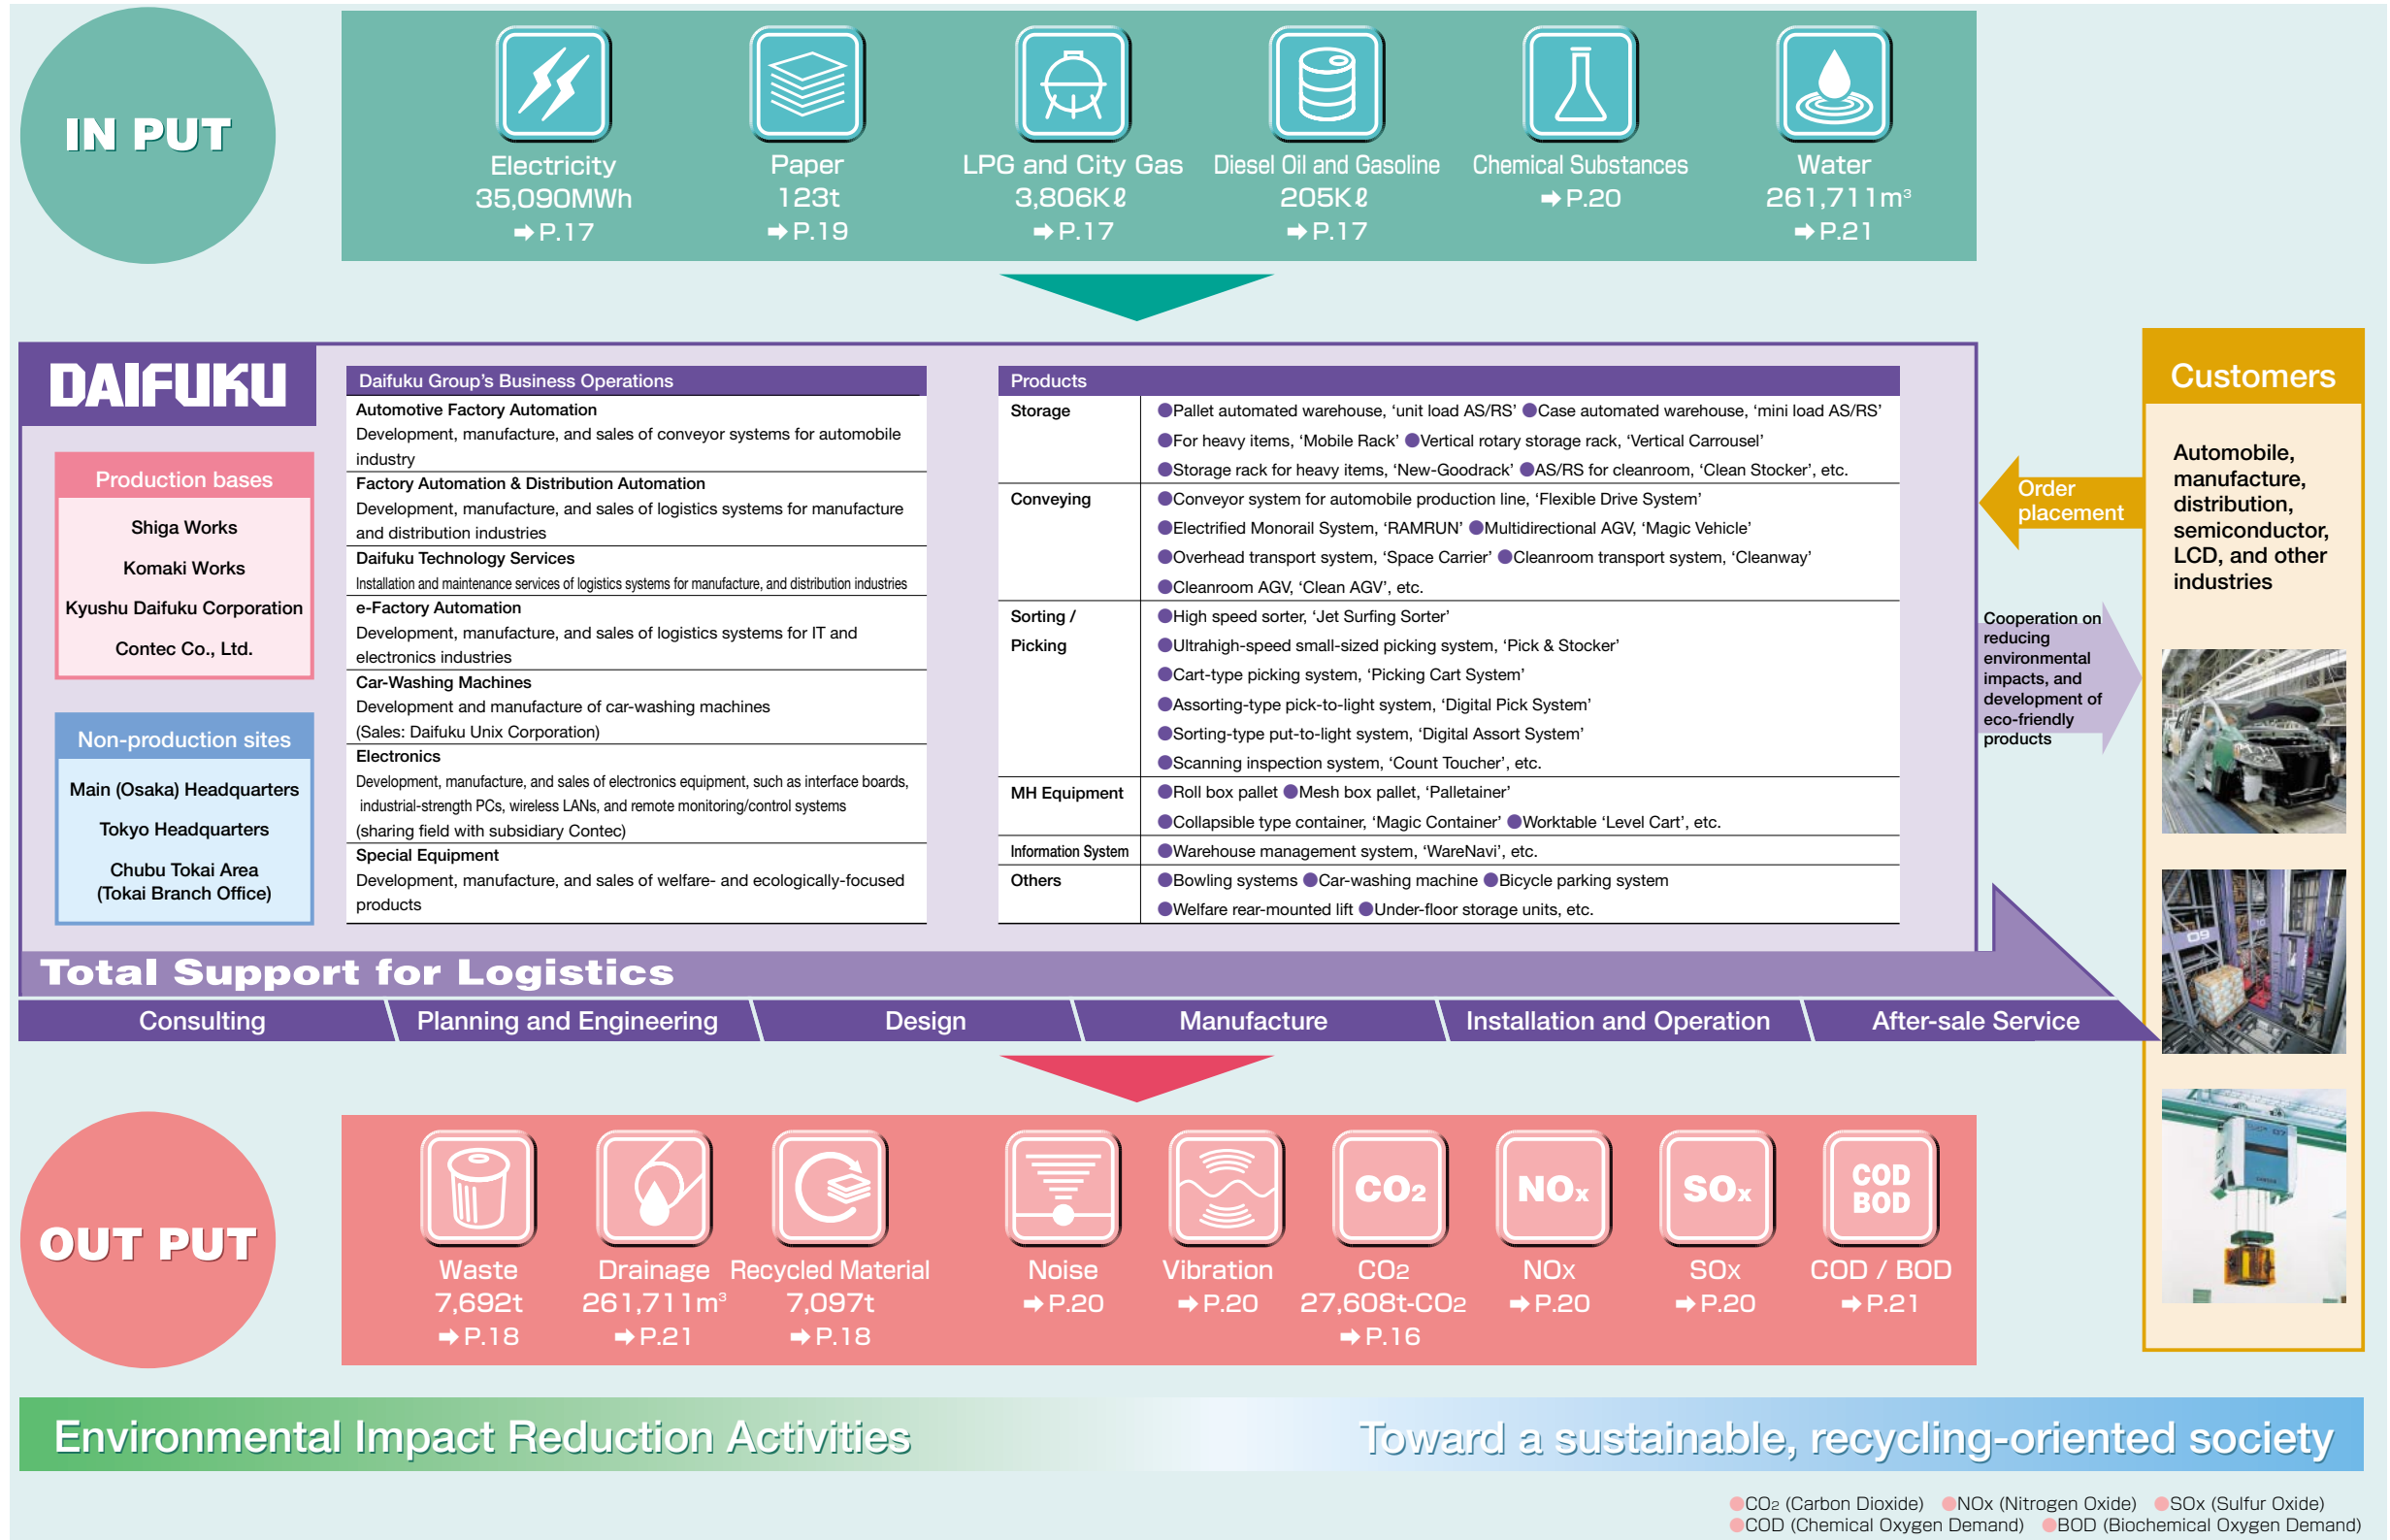 IN PUT
Electricity
35,090MWh
➡P.17
Paper
123t
➡P.19
LPG and City Gas
3,806Kℓ
➡P.17
Diesel Oil and Gasoline
205Kℓ
➡P.17
Chemical Substances
➡P.20
Water
261,711m³
➡P.21
DAIFUKU
Production bases
Shiga Works
Komaki Works
Kyushu Daifuku Corporation
Contec Co., Ltd.
Non-production sites
Main (Osaka) Headquarters
Tokyo Headquarters
Chubu Tokai Area
(Tokai Branch Office)
Daifuku Group's Business Operations
Automotive Factory Automation
Development, manufacture, and sales of conveyor systems for automobile
industry
Factory Automation & Distribution Automation
Development, manufacture, and sales of logistics systems for manufacture
and distribution industries
Daifuku Technology Services
Installation and maintenance services of logistics systems for manufacture, and distribution industries
e-Factory Automation
Development, manufacture, and sales of logistics systems for IT and
electronics industries
Car-Washing Machines
Development and manufacture of car-washing machines
(Sales: Daifuku Unix Corporation)
Electronics
Development, manufacture, and sales of electronics equipment, such as interface boards,
industrial-strength PCs, wireless LANs, and remote monitoring/control systems
(sharing field with subsidiary Contec)
Special Equipment
Development, manufacture, and sales of welfare- and ecologically-focused
products
Products
Storage
●Pallet automated warehouse, ‘unit load AS/RS’ ●Case automated warehouse, ‘mini load AS/RS’
●For heavy items, ‘Mobile Rack’ ●Vertical rotary storage rack, ‘Vertical Carrousel’
●Storage rack for heavy items, ‘New-Goodrack’ ●AS/RS for cleanroom, ‘Clean Stocker’, etc.
Conveying
●Conveyor system for automobile production line, ‘Flexible Drive System’
●Electrified Monorail System, ‘RAMRUN’ ●Multidirectional AGV, ‘Magic Vehicle’
●Overhead transport system, ‘Space Carrier’ ●Cleanroom transport system, ‘Cleanway’
●Cleanroom AGV, ‘Clean AGV’, etc.
Sorting /
Picking
●High speed sorter, ‘Jet Surfing Sorter’
●Ultrahigh-speed small-sized picking system, ‘Pick & Stocker’
●Cart-type picking system, ‘Picking Cart System’
●Assorting-type pick-to-light system, ‘Digital Pick System’
●Sorting-type put-to-light system, ‘Digital Assort System’
●Scanning inspection system, ‘Count Toucher’, etc.
MH Equipment
●Roll box pallet ●Mesh box pallet, ‘Palletainer’
●Collapsible type container, ‘Magic Container’ ●Worktable ‘Level Cart’, etc.
Information System
●Warehouse management system, ‘WareNavi’, etc.
Others
●Bowling systems ●Car-washing machine ●Bicycle parking system
●Welfare rear-mounted lift ●Under-floor storage units, etc.
Order
placement
Cooperation on
reducing
environmental
impacts, and
development of
eco-friendly
products
Customers
Automobile,
manufacture,
distribution,
semiconductor,
LCD, and other
industries
09
Total Support for Logistics
Consulting
Planning and Engineering
Design
Manufacture
Installation and Operation
After-sale Service
OUT PUT
Waste
7,692t
➡P.18
Drainage
261,711m³
➡P.21
Recycled Material
7,097t
➡P.18
Noise
➡P.20
Vibration
➡P.20
CO₂
CO₂
27,608t-CO₂
➡P.16
NOx
NOx
➡P.20
SOx
SOx
➡P.20
COD
BOD
COD / BOD
➡P.21
Environmental Impact Reduction Activities
Toward a sustainable, recycling-oriented society
●CO₂ (Carbon Dioxide) ●NOx (Nitrogen Oxide) ●SOx (Sulfur Oxide)
●COD (Chemical Oxygen Demand) ●BOD (Biochemical Oxygen Demand)